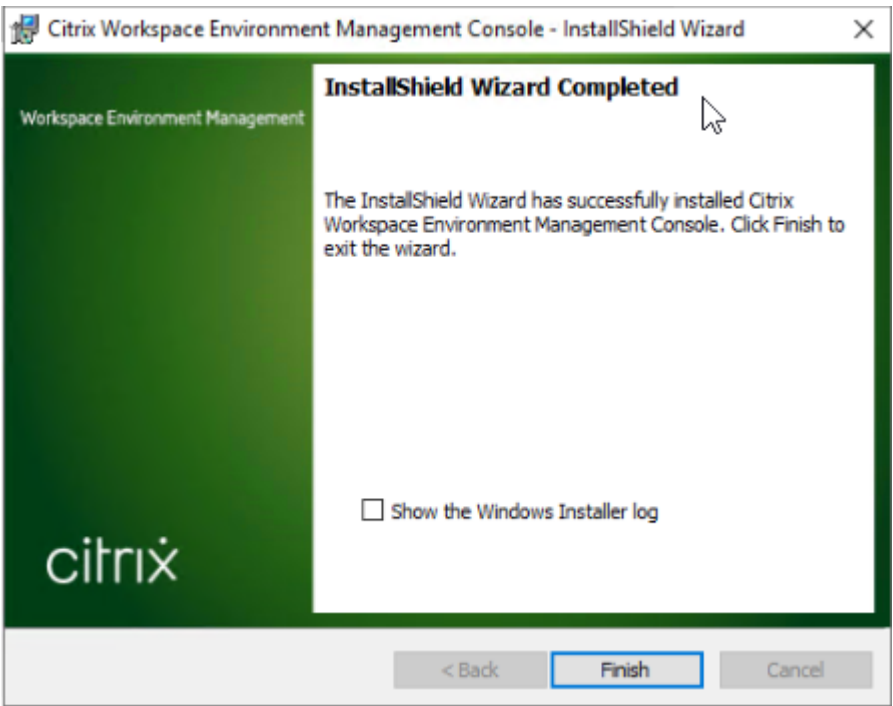 Citrix Workspace Environment Management Console - InstallShield Wizard
Workspace Environment Management
InstallShield Wizard Completed
The InstallShield Wizard has successfully installed Citrix
Workspace Environment Management Console. Click Finish to
exit the wizard.
Show the Windows Installer log
citrix
< Back
Finish
Cancel